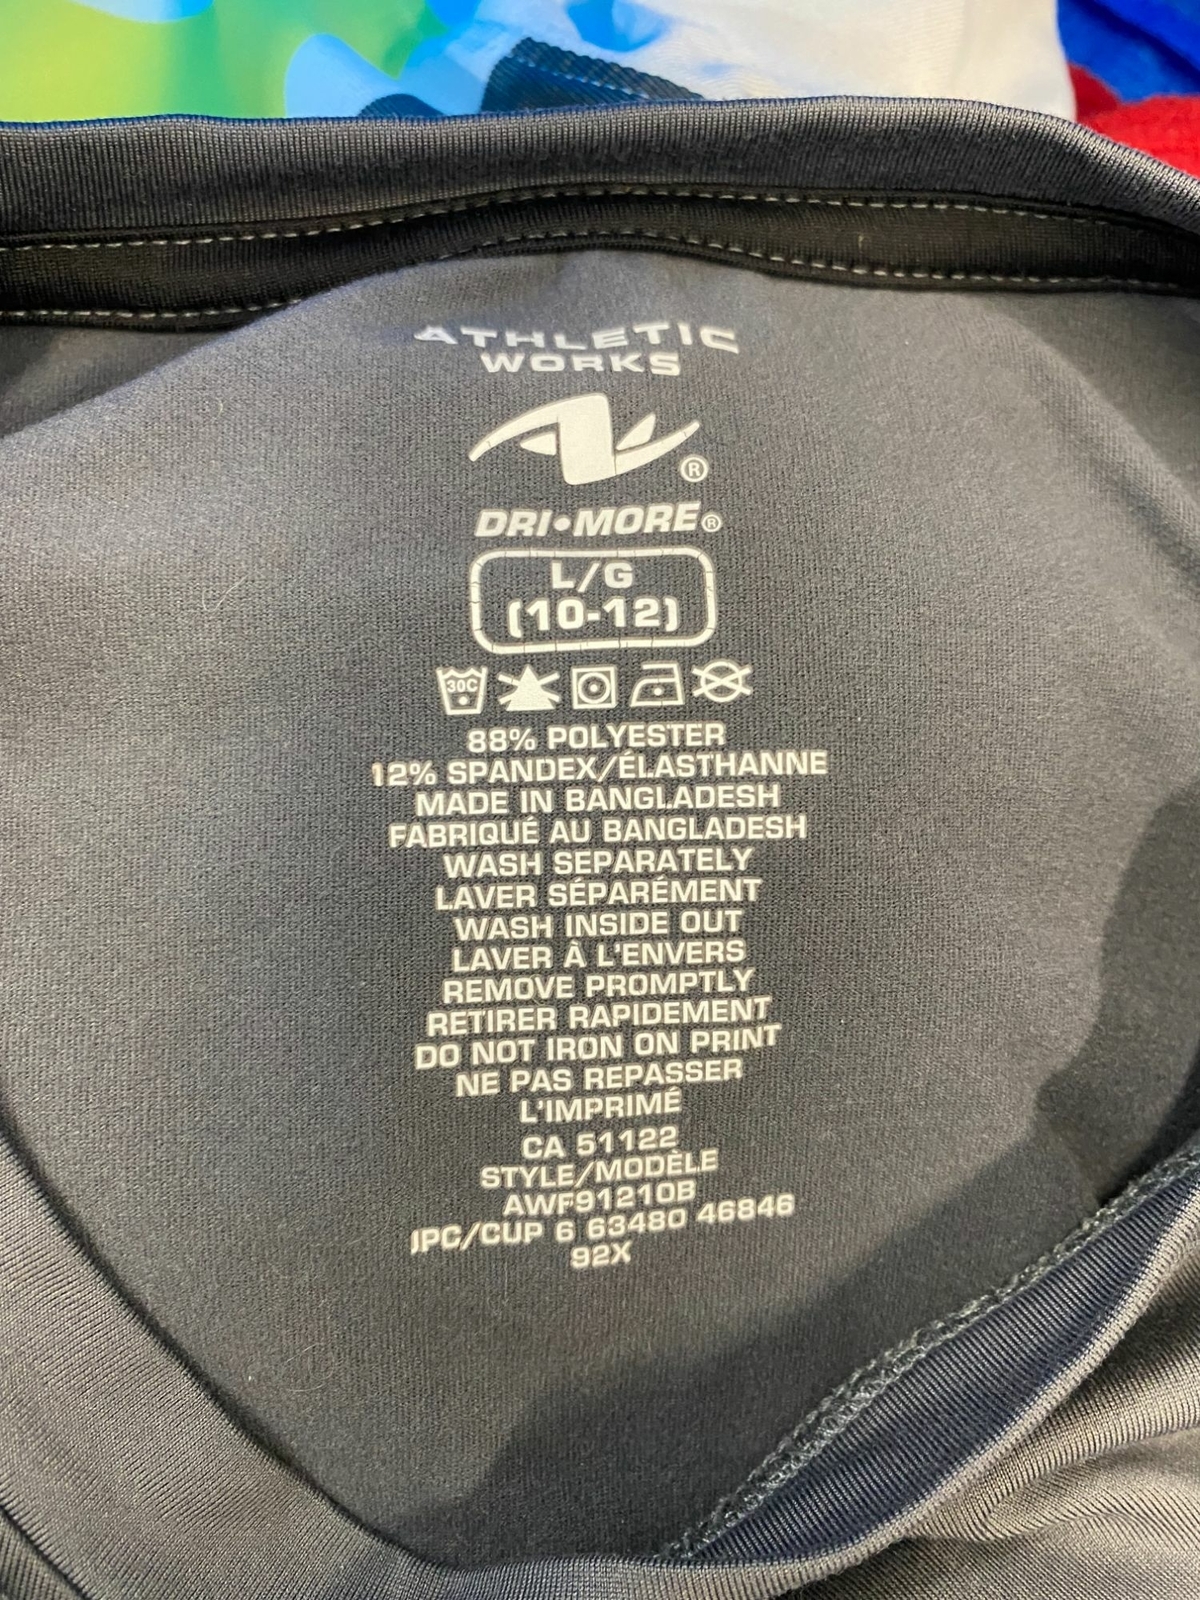 ATHLETIC
WORKS
®
DRI•MORE®
L/G
(10-12)
30C
88% POLYESTER
12% SPANDEX/ÉLASTHANNE
MADE IN BANGLADESH
FABRIQUÉ AU BANGLADESH
WASH SEPARATELY
LAVER SÉPARÉMENT
WASH INSIDE OUT
LAVER À L'ENVERS
REMOVE PROMPTLY
RETIRER RAPIDEMENT
DO NOT IRON ON PRINT
NE PAS REPASSER
L'IMPRIMÉ
CA 51122
STYLE/MODÈLE
AWF91210B
UPC/CUP 6 63480 46846
92X